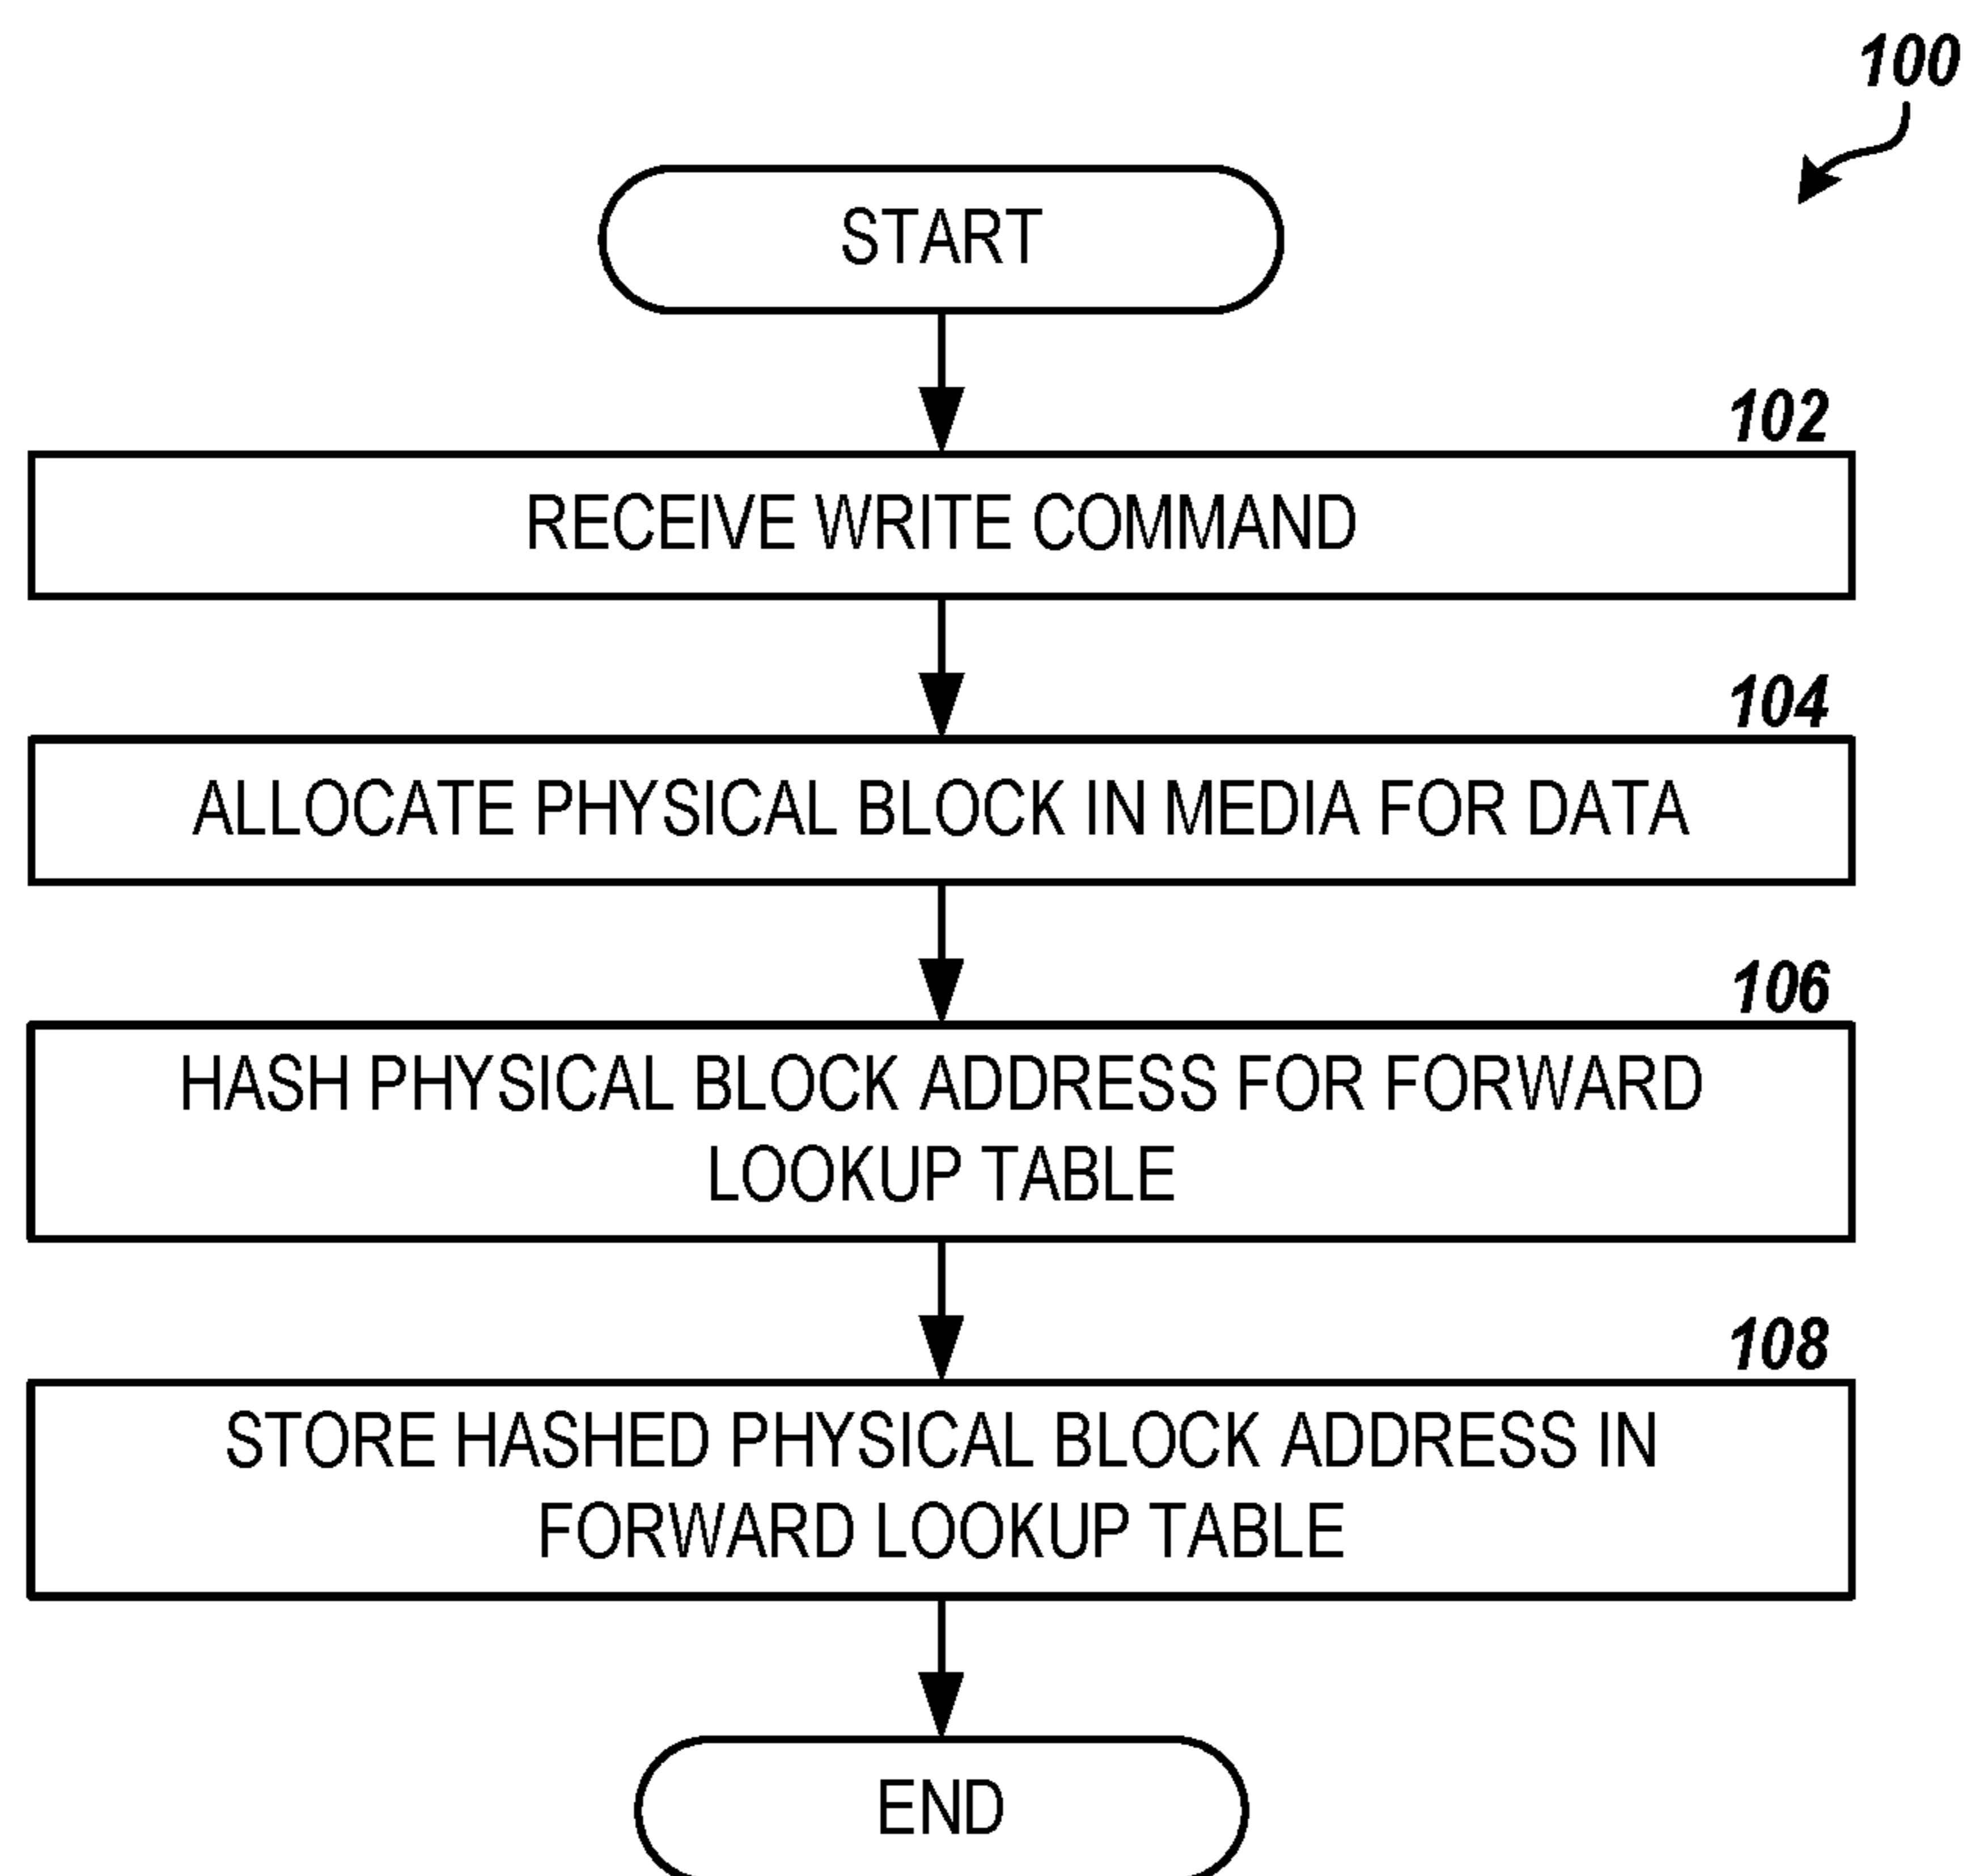 100
START
102
RECEIVE WRITE COMMAND
104
ALLOCATE PHYSICAL BLOCK IN MEDIA FOR DATA
106
HASH PHYSICAL BLOCK ADDRESS FOR FORWARD
LOOKUP TABLE
108
STORE HASHED PHYSICAL BLOCK ADDRESS IN
FORWARD LOOKUP TABLE
END